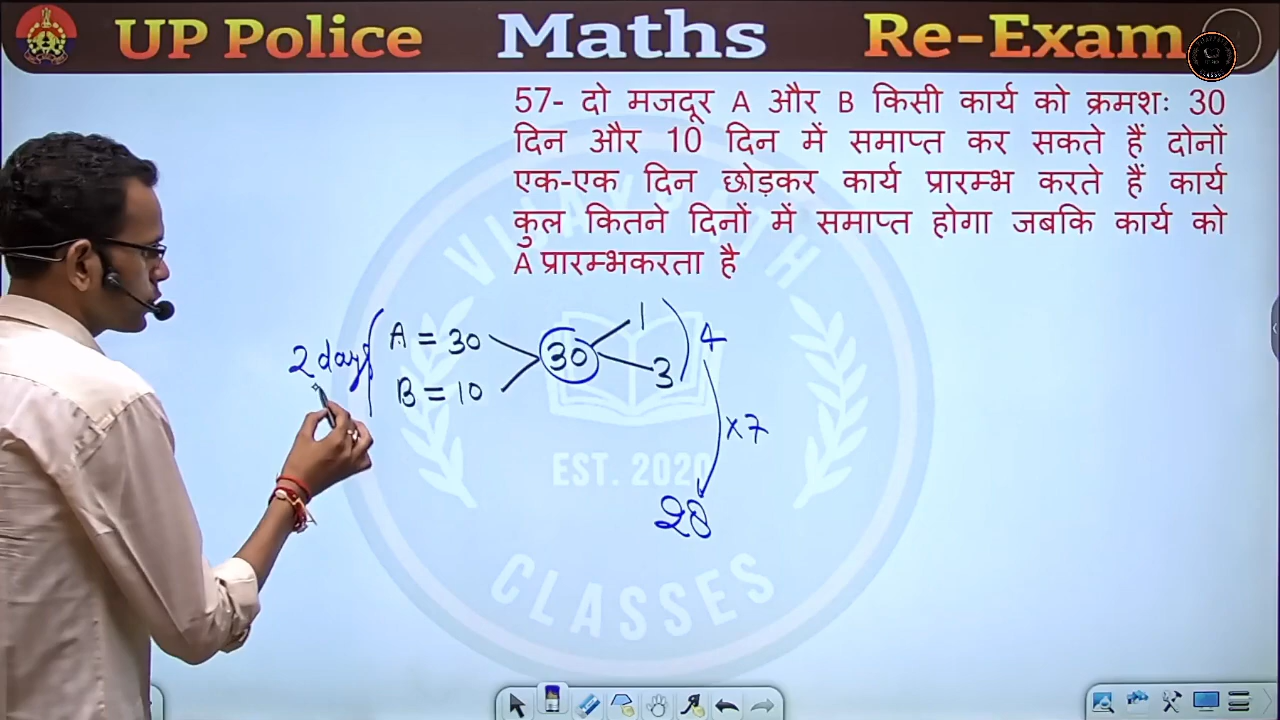 UP Police Maths Re-Exam
57- दो मजदूर A और B किसी कार्य को क्रमशः 30
दिन और 10 दिन में समाप्त कर सकते हैं दोनों
एक-एक दिन छोड़कर कार्य प्रारम्भ करते हैं कार्य
कुल कितने दिनों में समाप्त होगा जबकि कार्य को
A प्रारम्भकरता है
2 days
A = 30
B = 10
30
1
3
4
×7
28
EST. 2020
CLASSES